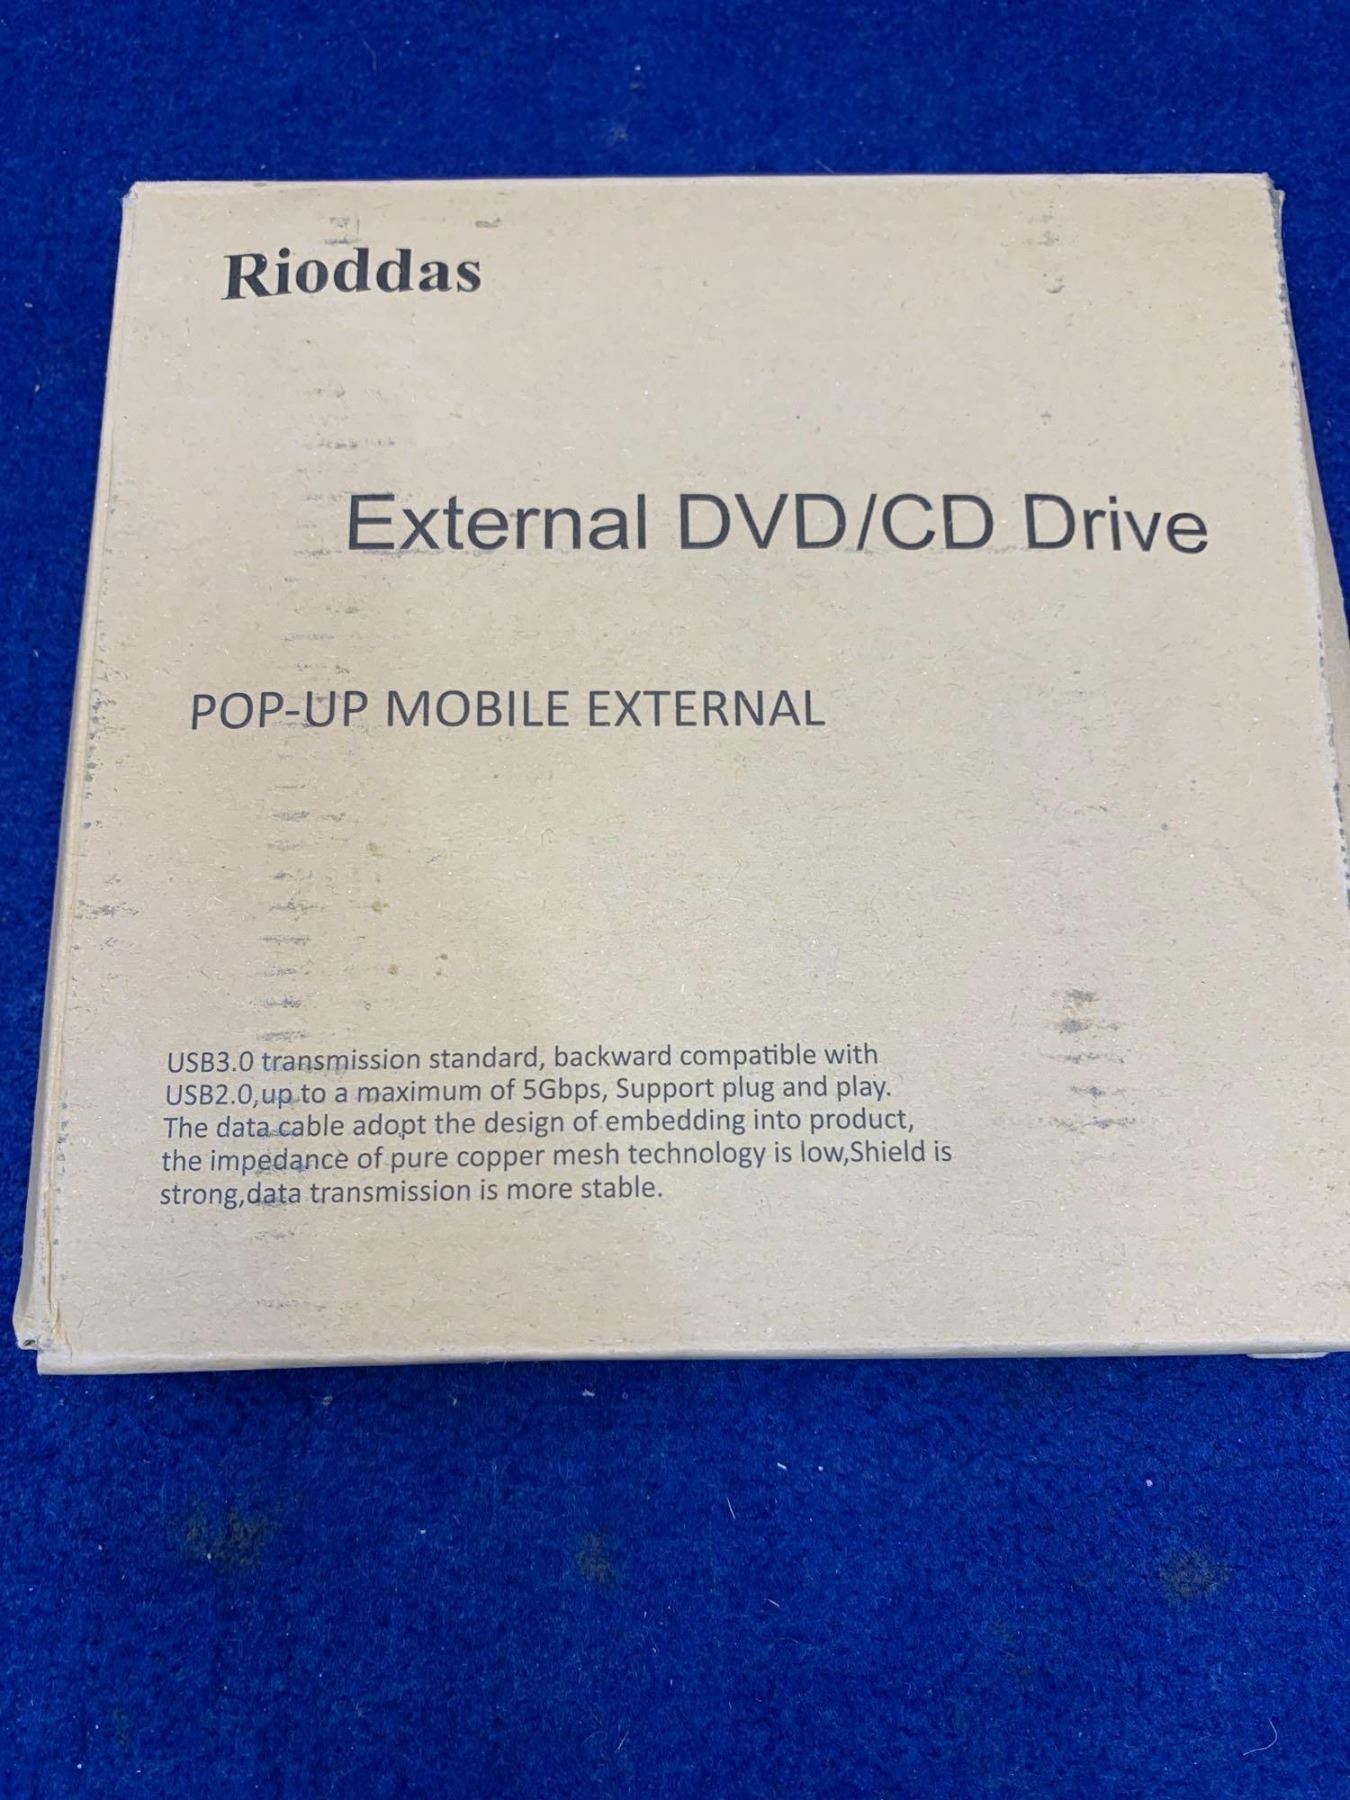 Rioddas
External DVD/CD Drive
POP-UP MOBILE EXTERNAL
USB3.0 transmission standard, backward compatible with
USB2.0,up to a maximum of 5Gbps, Support plug and play.
The data cable adopt the design of embedding into product,
the impedance of pure copper mesh technology is low,Shield is
strong,data transmission is more stable.